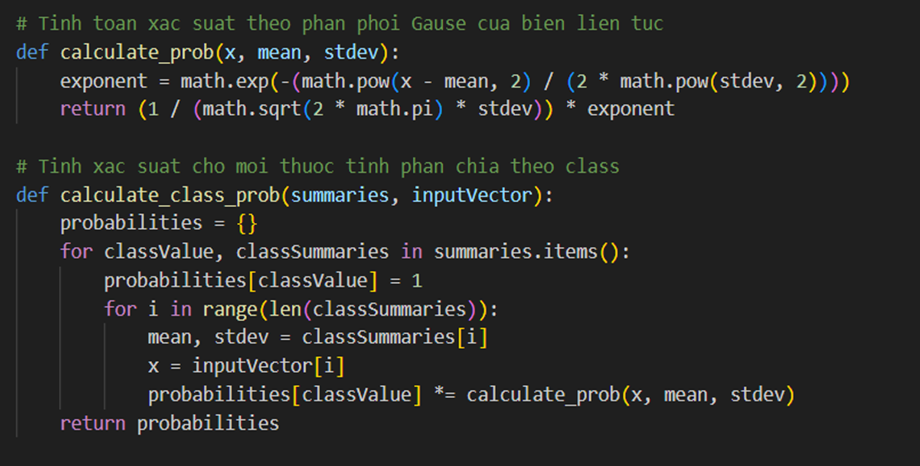 # Tinh toan xac suat theo phan phoi Gause cua bien lien tuc
def calculate_prob(x, mean, stdev):
    exponent = math.exp(-(math.pow(x - mean, 2) / (2 * math.pow(stdev, 2))))
    return (1 / (math.sqrt(2 * math.pi) * stdev)) * exponent

# Tinh xac suat cho moi thuoc tinh phan chia theo class
def calculate_class_prob(summaries, inputVector):
    probabilities = {}
    for classValue, classSummaries in summaries.items():
        probabilities[classValue] = 1
        for i in range(len(classSummaries)):
            mean, stdev = classSummaries[i]
            x = inputVector[i]
            probabilities[classValue] *= calculate_prob(x, mean, stdev)
    return probabilities